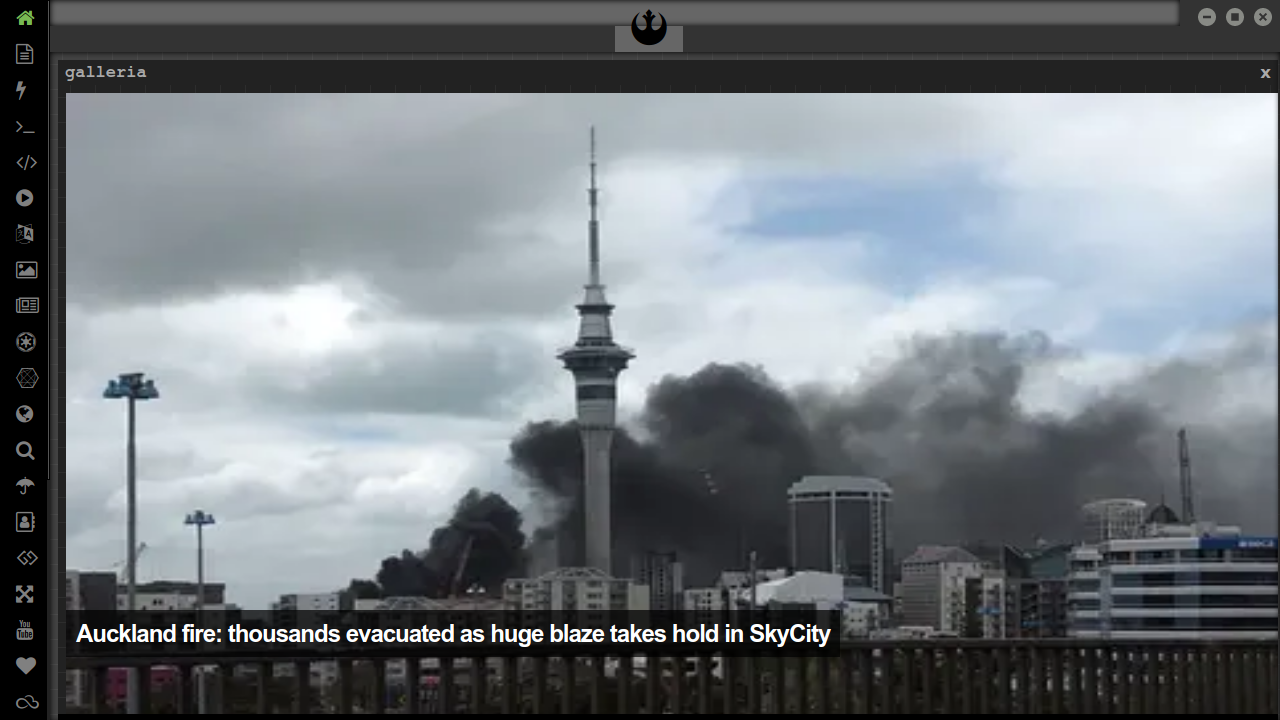 galleria
x
Auckland fire: thousands evacuated as huge blaze takes hold in SkyCity
You
Tube